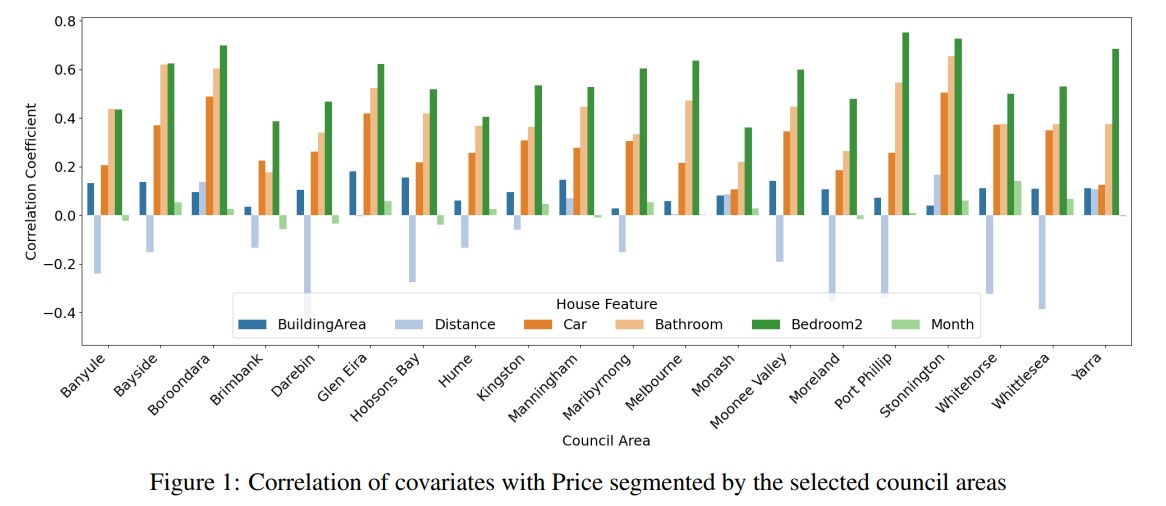 0.8
0.6
0.4
0.2
0.0
−0.2
−0.4
Correlation Coefficient
House Feature
BuildingArea Distance Car Bathroom Bedroom2 Month
Banyule Bayside Boroondara Brimbank Darebin Glen Eira Hobsons Bay Hume Kingston Manningham Maribyrnong Melbourne Monash Moonee Valley Moreland Port Phillip Stonnington Whitehorse Whittlesea Yarra
Council Area
Figure 1: Correlation of covariates with Price segmented by the selected council areas